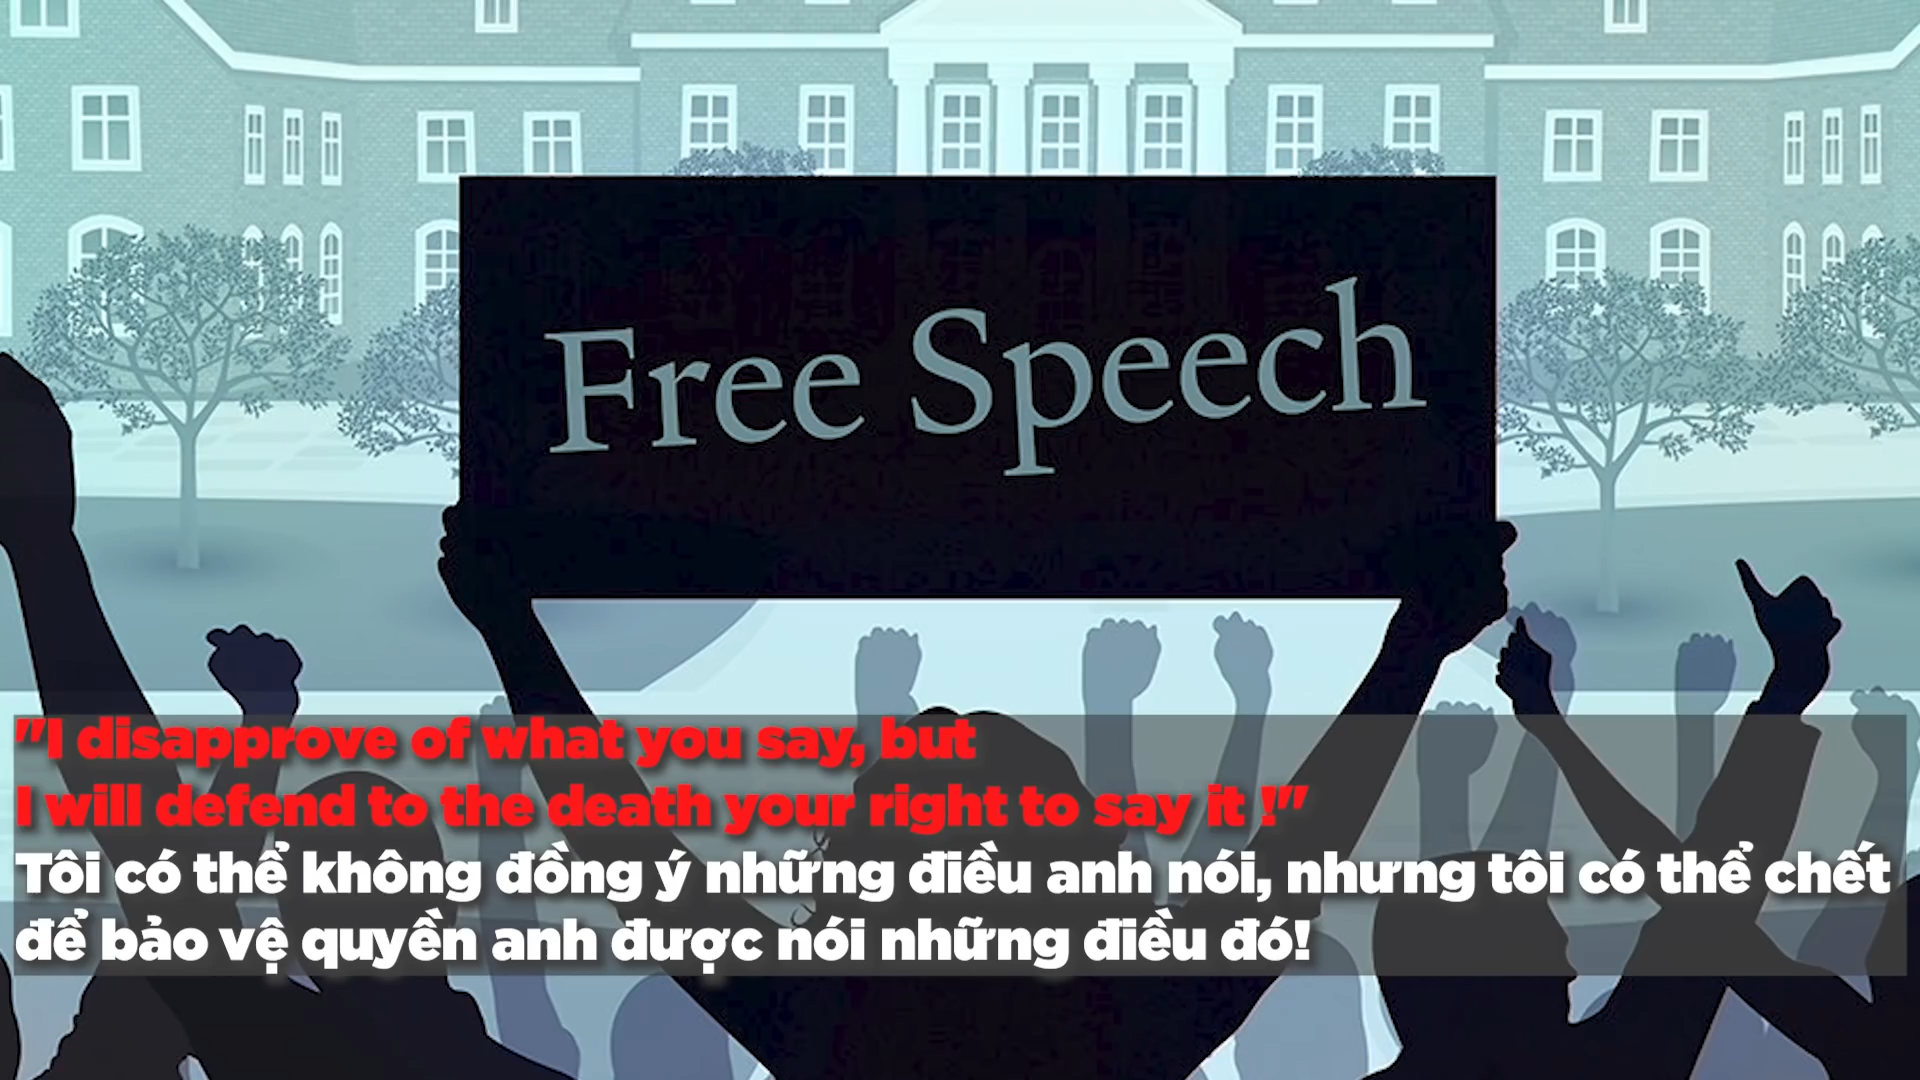 Free Speech
"I disapprove of what you say, but
I will defend to the death your right to say it !"
Tôi có thể không đồng ý những điều anh nói, nhưng tôi có thể chết
để bảo vệ quyền anh được nói những điều đó!